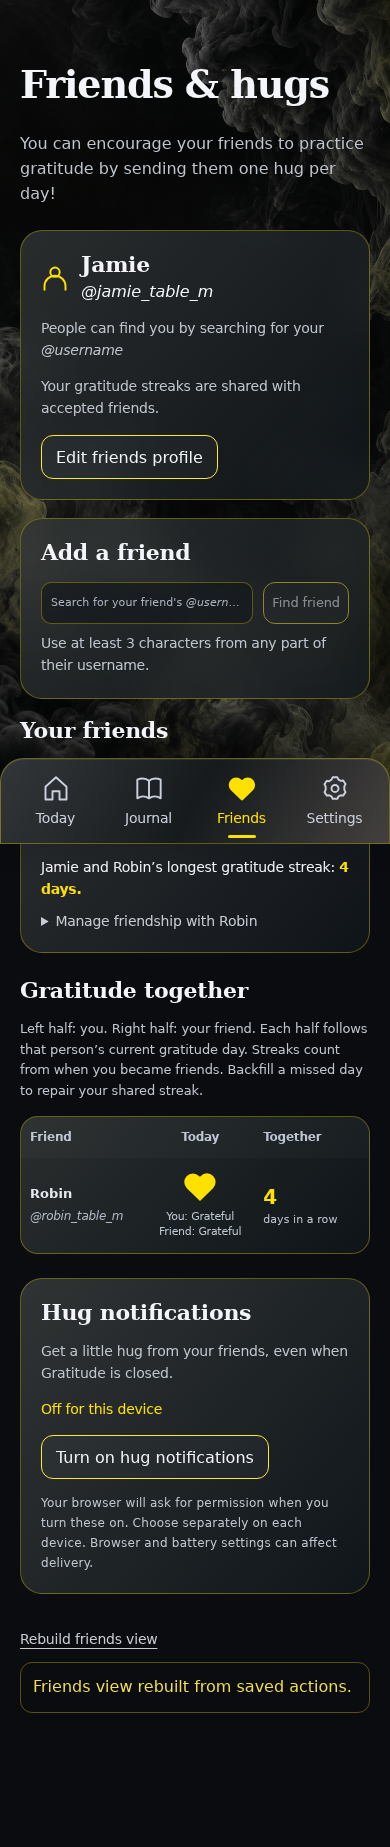 Friends & hugs
You can encourage your friends to practice
gratitude by sending them one hug per
day!
Jamie
@jamie_table_m
People can find you by searching for your
@username
Your gratitude streaks are shared with
accepted friends.
Edit friends profile
Add a friend
Search for your friend's @usern...
Find friend
Use at least 3 characters from any part of
their username.
Your friends
Today
Journal
Friends
Settings
Jamie and Robin’s longest gratitude streak: 4
days.
▶ Manage friendship with Robin
Gratitude together
Left half: you. Right half: your friend. Each half follows
that person’s current gratitude day. Streaks count
from when you became friends. Backfill a missed day
to repair your shared streak.
Friend Today Together
Robin
@robin_table_m
You: Grateful
Friend: Grateful
4
days in a row
Hug notifications
Get a little hug from your friends, even when
Gratitude is closed.
Off for this device
Turn on hug notifications
Your browser will ask for permission when you
turn these on. Choose separately on each
device. Browser and battery settings can affect
delivery.
Rebuild friends view
Friends view rebuilt from saved actions.